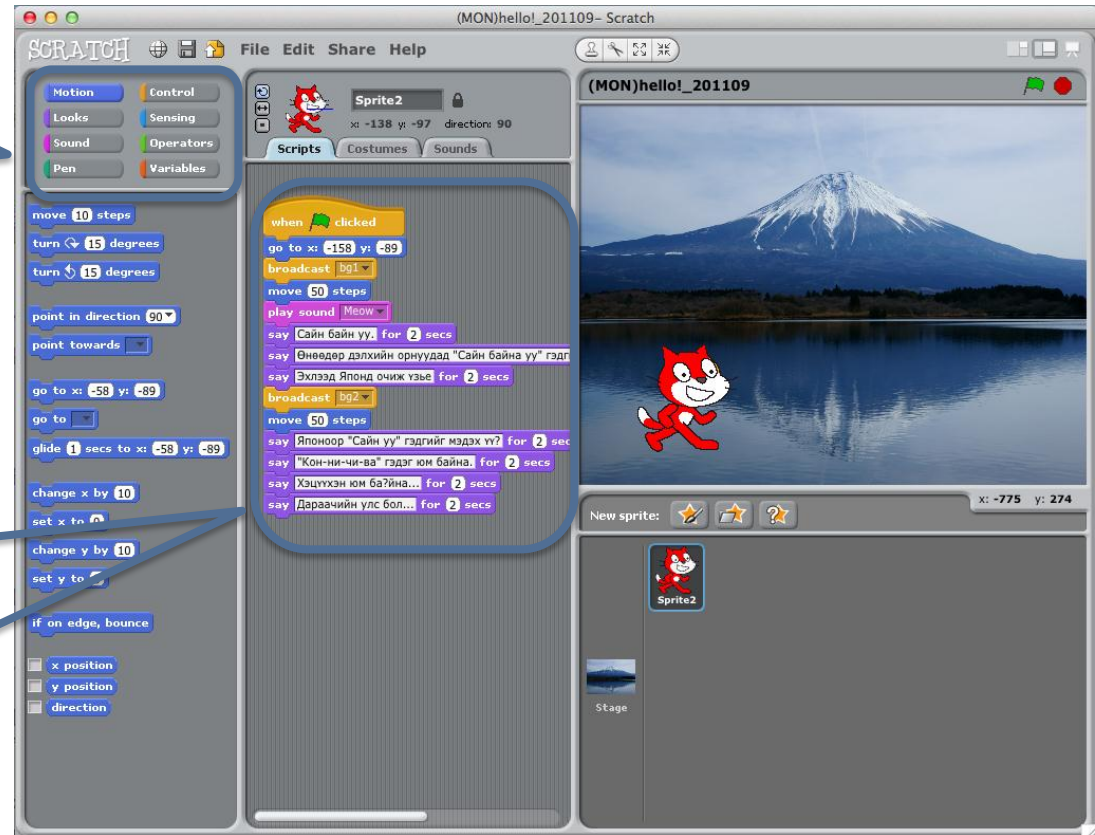 (MON)hello!_201109– Scratch
SCRATCH File Edit Share Help
Motion Control
Looks Sensing
Sound Operators
Pen Variables
move 10 steps
turn 15 degrees
turn 15 degrees
point in direction 90
point towards
go to x: -58 y: -89
go to
glide 1 secs to x: -58 y: -89
change x by 10
set x to 0
change y by 10
set y to
if on edge, bounce
x position
y position
direction
Sprite2
x: -138 y: -97 direction: 90
Scripts Costumes Sounds
when clicked
go to x: -158 y: -89
broadcast bg1
move 50 steps
play sound Meow
say Сайн байн уу. for 2 secs
say Өнөөдөр дэлхийн орнуудад "Сайн байна уу" гэдг
say Эхлээд Японд очиж үзье for 2 secs
broadcast bg2
move 50 steps
say Японоор "Сайн уу" гэдгийг мэдэх үү? for 2 sec
say "Кон-ни-чи-ва" гэдэг юм байна. for 2 secs
say Хэцүүхэн юм ба?йна... for 2 secs
say Дараачийн улс бол... for 2 secs
(MON)hello!_201109
x: -775 y: 274
New sprite:
Sprite2
Stage